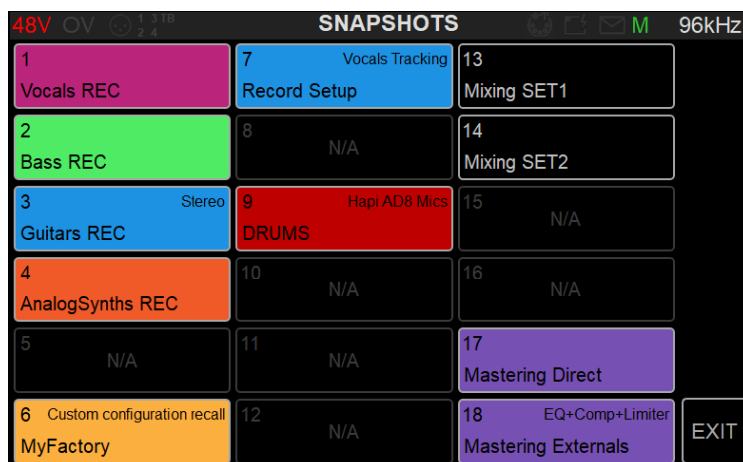 48V OV 1 3 TB SNAPSHOTS M 96kHz
2 4
1
Vocals REC
2
Bass REC
3 Stereo
Guitars REC
4
AnalogSynths REC
5
N/A
6 Custom configuration recall
MyFactory
7 Vocals Tracking
Record Setup
8
N/A
9 Hapi AD8 Mics
DRUMS
10
N/A
11
N/A
12
N/A
13
Mixing SET1
14
Mixing SET2
15
N/A
16
N/A
17
Mastering Direct
18 EQ+Comp+Limiter
Mastering Externals
EXIT